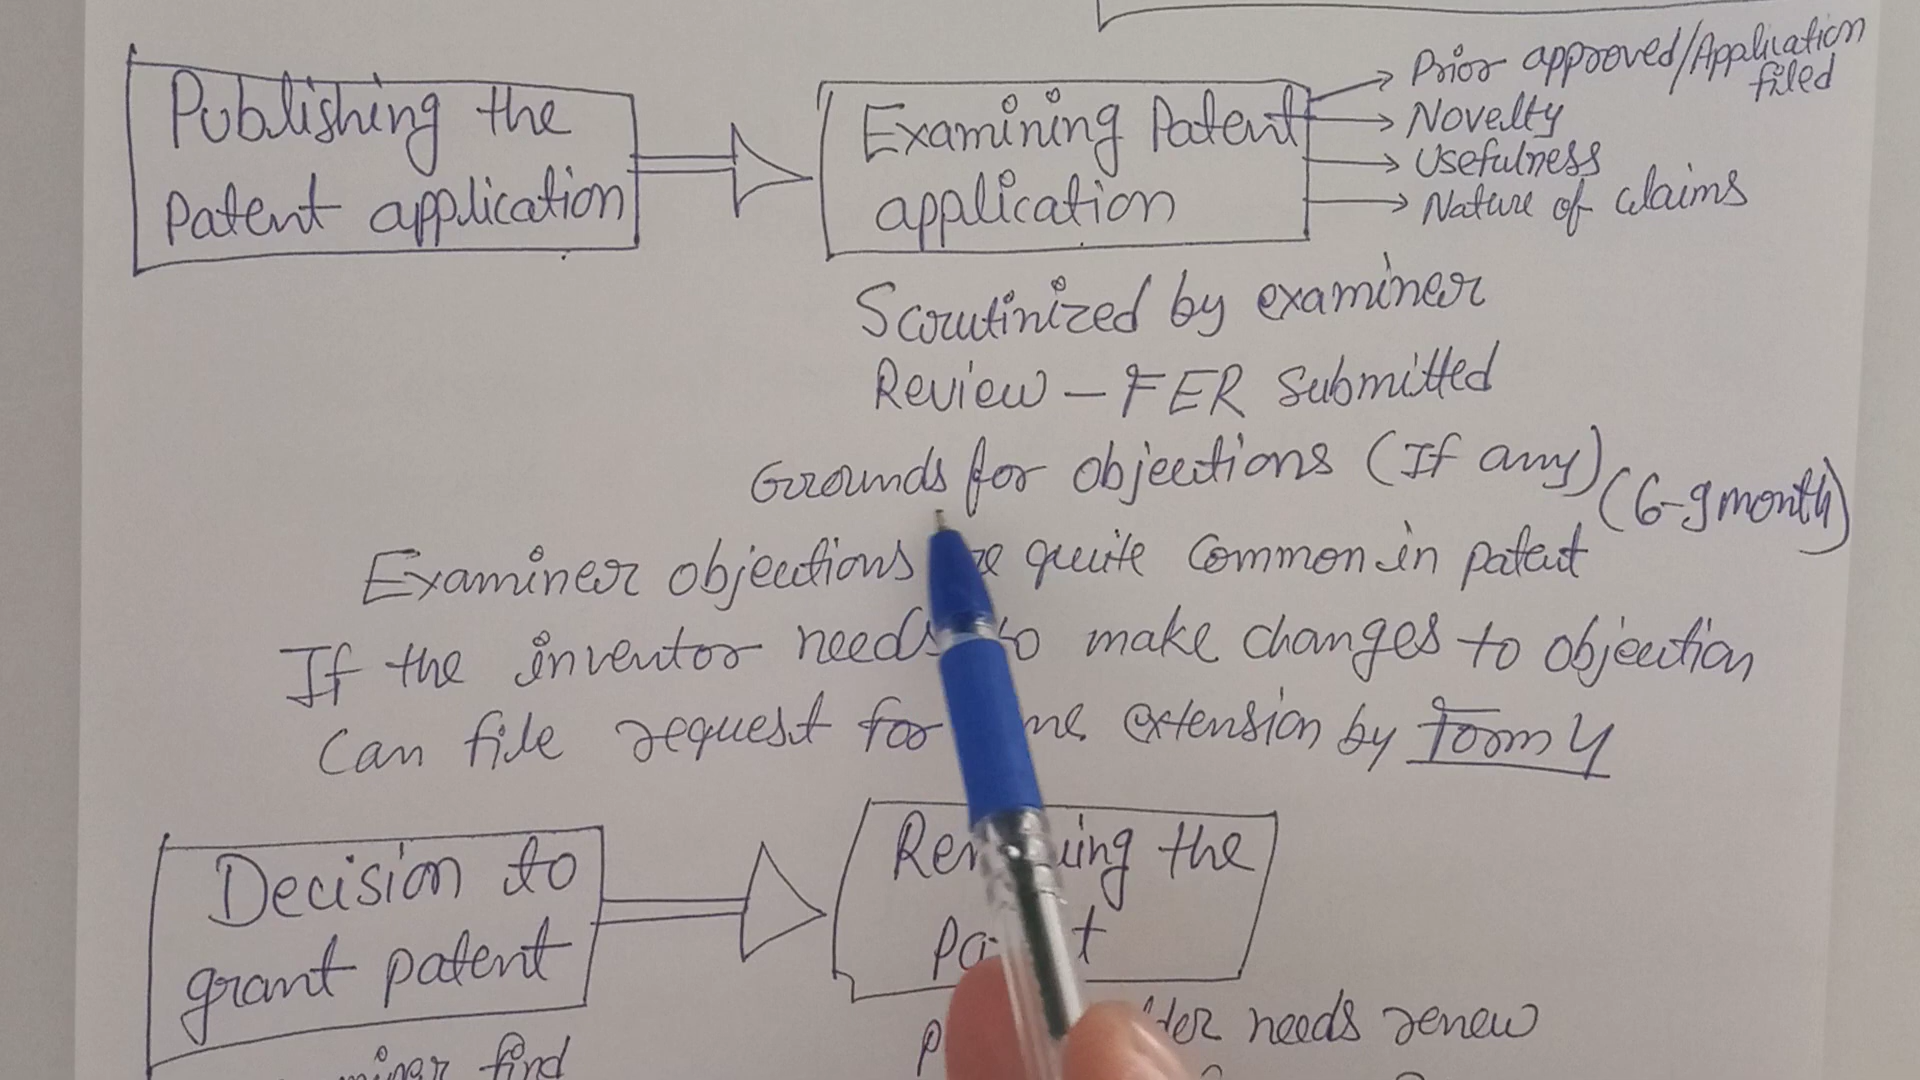 Publishing the
patent application
Examining Patent
application
Prior approved/Application
filed
Novelty
Usefulness
Nature of claims
Scrutinized by examiner
Review – FER submitted
Grounds for objections (If any) (6-9 month)
Examiner objections quite common in patent
If the inventor needs to make changes to objection
Can file request for extension by Form 4
Decision to
grant patent
the
find
needs renew